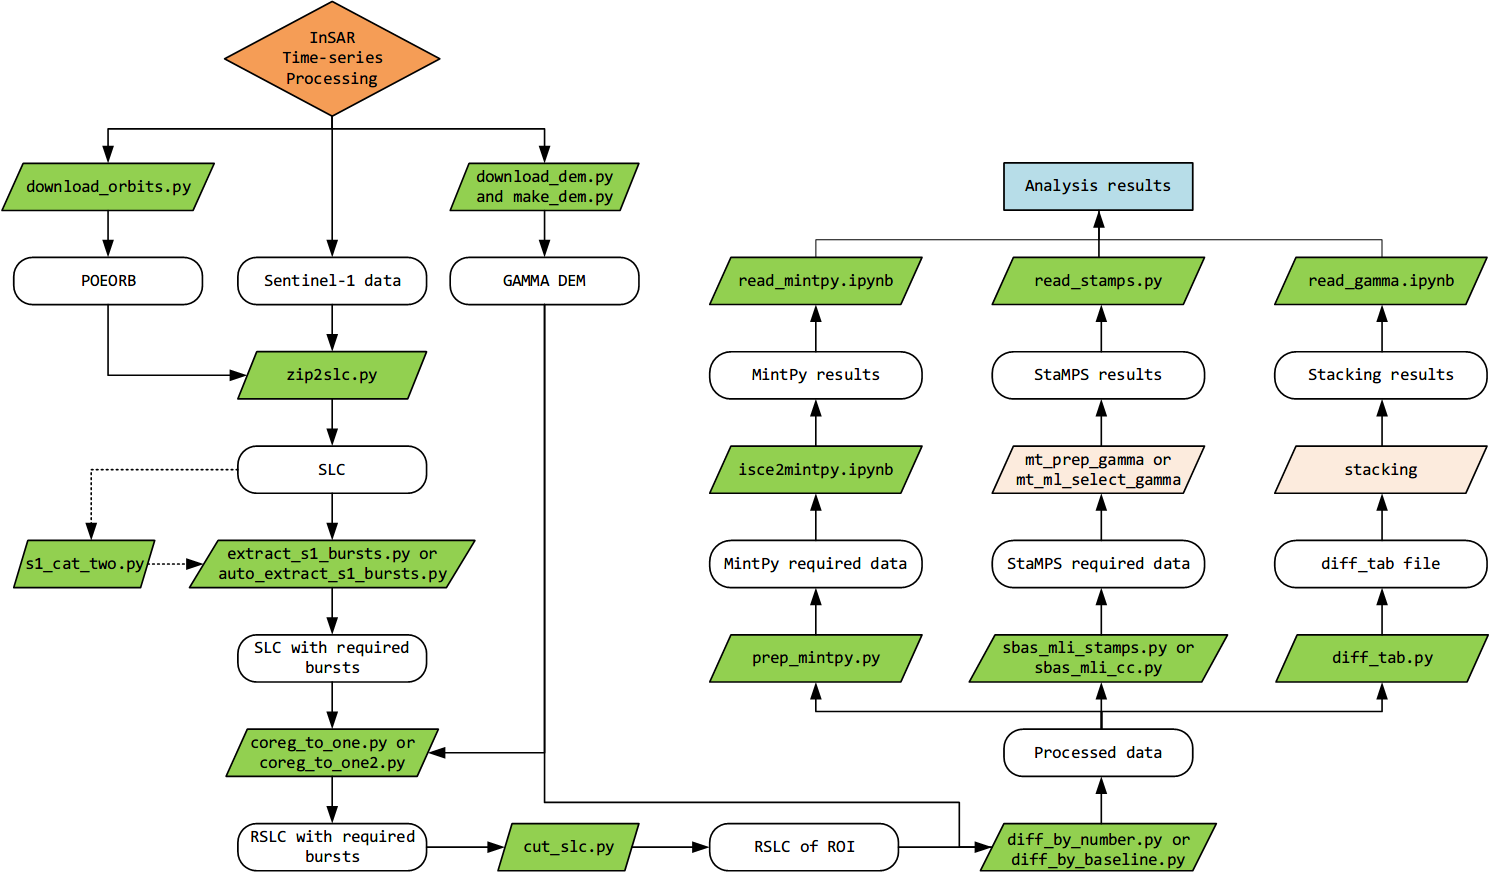 InSAR
Time-series
Processing
download_orbits.py
download_dem.py
and make_dem.py
Analysis results
POEORB
Sentinel-1 data
GAMMA DEM
read_mintpy.ipynb
read_stamps.py
read_gamma.ipynb
zip2slc.py
MintPy results
StaMPS results
Stacking results
SLC
isce2mintpy.ipynb
mt_prep_gamma or
mt_ml_select_gamma
stacking
s1_cat_two.py
extract_s1_bursts.py or
auto_extract_s1_bursts.py
MintPy required data
StaMPS required data
diff_tab file
SLC with required
bursts
prep_mintpy.py
sbas_mli_stamps.py or
sbas_mli_cc.py
diff_tab.py
coreg_to_one.py or
coreg_to_one2.py
Processed data
RSLC with required
bursts
cut_slc.py
RSLC of ROI
diff_by_number.py or
diff_by_baseline.py